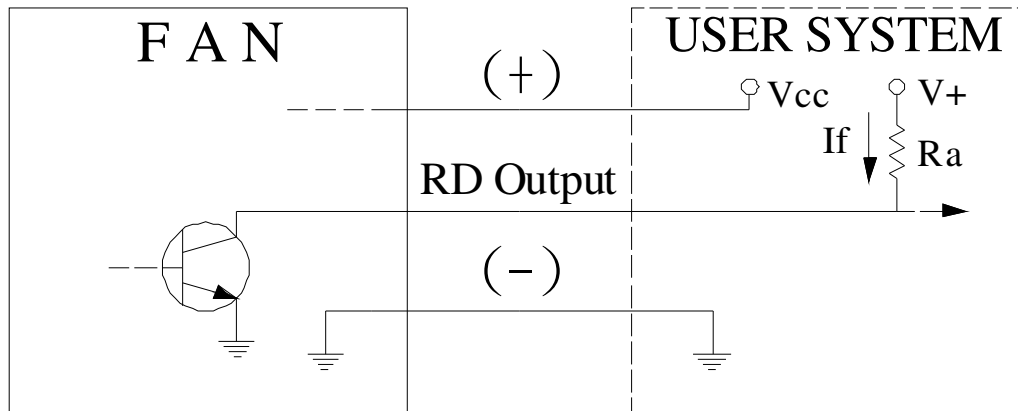 F A N
USER SYSTEM
(+)
Vcc
V+
If
Ra
RD Output
(-)